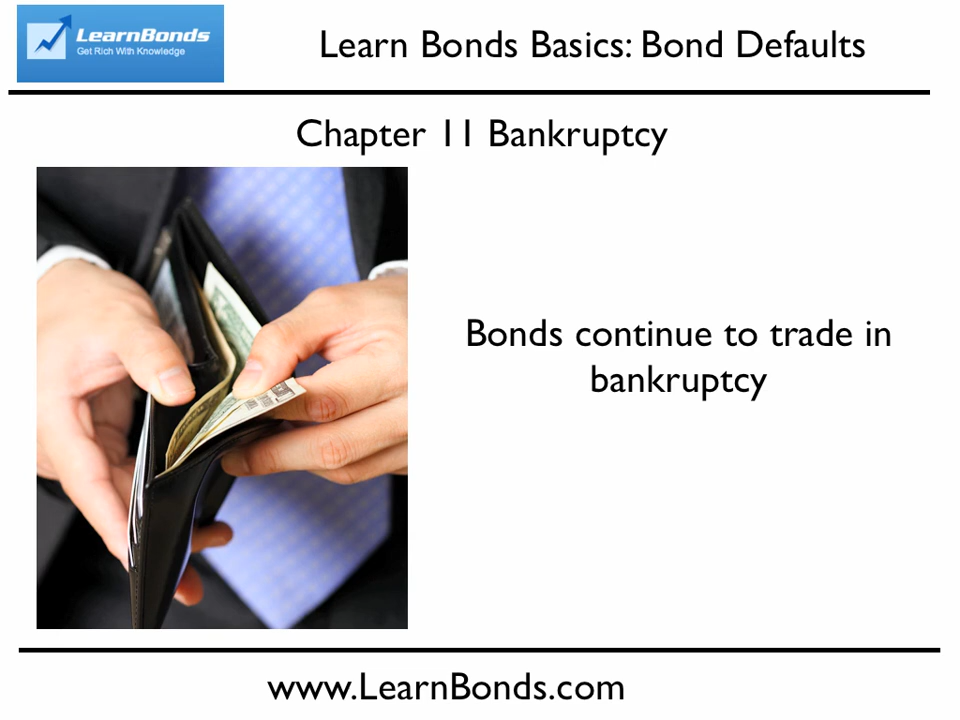 LearnBonds
Get Rich With Knowledge
Learn Bonds Basics: Bond Defaults
Chapter 11 Bankruptcy
Bonds continue to trade in
bankruptcy
www.LearnBonds.com